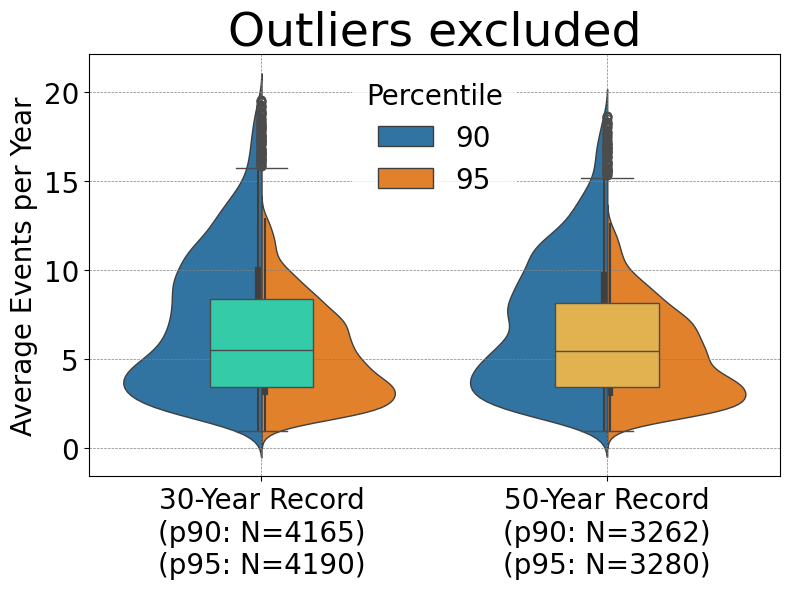 Outliers excluded
Average Events per Year
20
15
10
5
0
Percentile
90
95
30-Year Record
(p90: N=4165)
(p95: N=4190)
50-Year Record
(p90: N=3262)
(p95: N=3280)